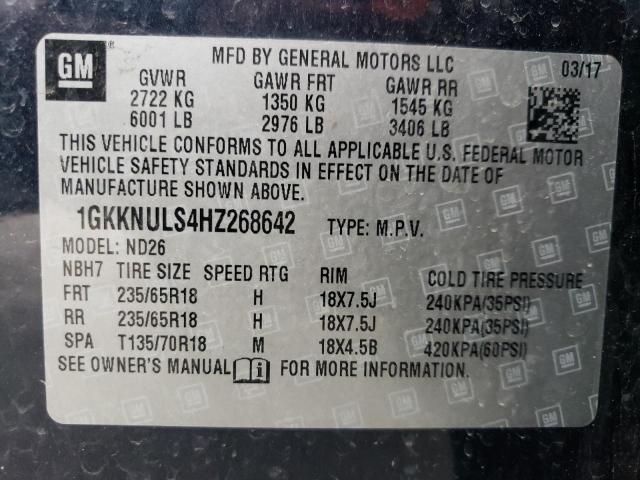 GM
MFD BY GENERAL MOTORS LLC 03/17
GVWR GAWR FRT GAWR RR
2722 KG 1350 KG 1545 KG
6001 LB 2976 LB 3406 LB
THIS VEHICLE CONFORMS TO ALL APPLICABLE U.S. FEDERAL MOTOR
VEHICLE SAFETY STANDARDS IN EFFECT ON THE DATE OF
MANUFACTURE SHOWN ABOVE.
1GKKNULS4HZ268642 TYPE: M.P.V.
MODEL: ND26
NBH7 TIRE SIZE SPEED RTG RIM COLD TIRE PRESSURE
FRT 235/65R18 H 18X7.5J 240KPA(35PSI)
RR 235/65R18 H 18X7.5J 240KPA(35PSI)
SPA T135/70R18 M 18X4.5B 420KPA(60PSI)
SEE OWNER'S MANUAL i FOR MORE INFORMATION.